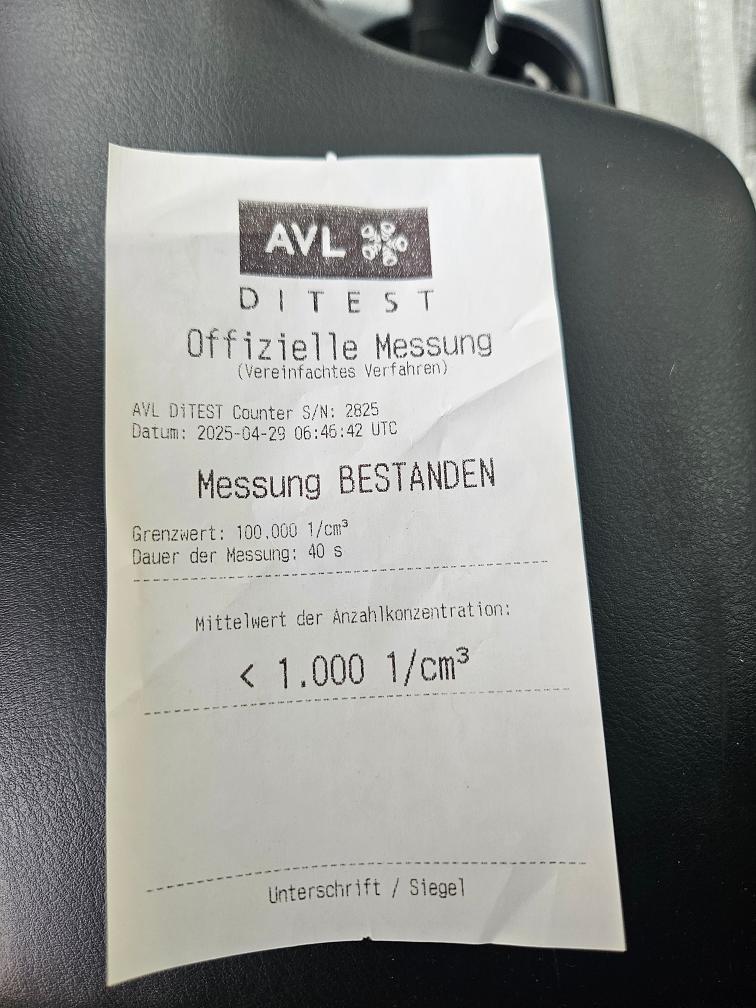 AVL
DITEST
Offizielle Messung
(Vereinfachtes Verfahren)
AVL DiTEST Counter S/N: 2825
Datum: 2025-04-29 06:46:42 UTC
Messung BESTANDEN
Grenzwert: 100.000 1/cm³
Dauer der Messung: 40 s
Mittelwert der Anzahlkonzentration:
< 1.000 1/cm³
Unterschrift / Siegel